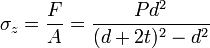 σ_z = F/A = Pd²/((d + 2t)² − d²)